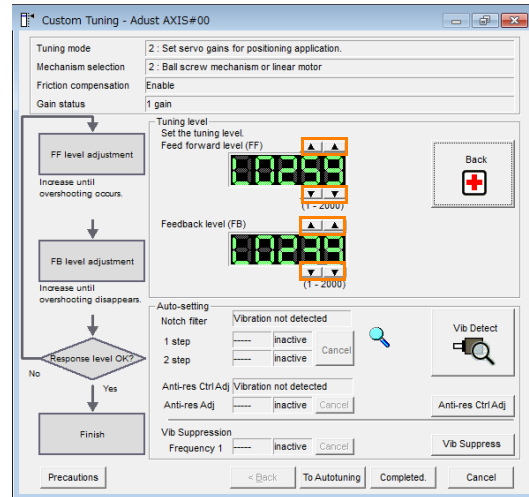 Custom Tuning - Adust AXIS#00
Tuning mode 2 : Set servo gains for positioning application.
Mechanism selection 2 : Ball screw mechanism or linear motor
Friction compensation Enable
Gain status 1 gain
FF level adjustment
Increase until
overshooting occurs.
FB level adjustment
Increase until
overshooting disappears.
Response level OK?
No
Yes
Finish
Tuning level
Set the tuning level.
Feed forward level (FF)
L0259
(1 - 2000)
Feedback level (FB)
L0219
(1 - 2000)
Back
Auto-setting
Notch filter Vibration not detected
1 step ----- inactive
2 step ----- inactive
Cancel
Vib Detect
Anti-res Ctrl Adj Vibration not detected
Anti-res Adj ----- inactive Cancel
Anti-res Ctrl Adj
Vib Suppression
Frequency 1 ----- inactive Cancel
Vib Suppress
Precautions < Back To Autotuning Completed. Cancel